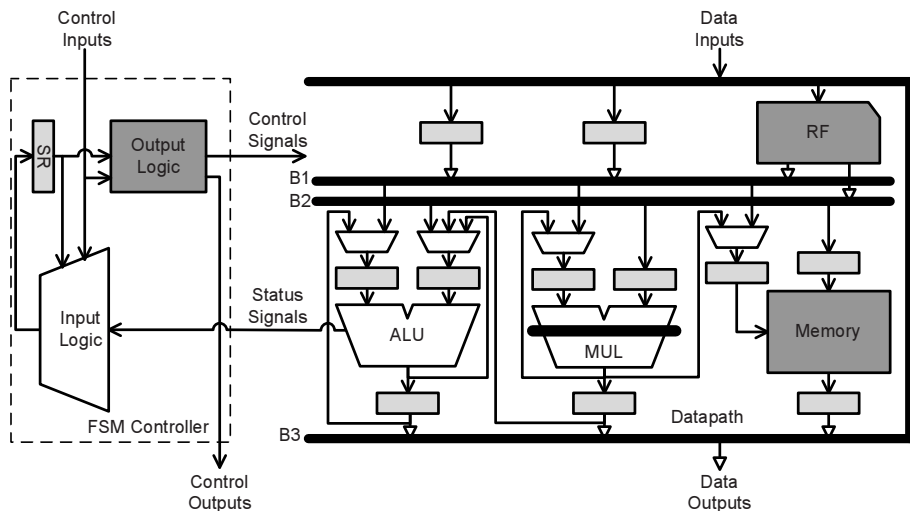 Control
Inputs
Data
Inputs
SR
Output
Logic
Control
Signals
RF
B1
B2
Input
Logic
Status
Signals
ALU
MUL
Memory
FSM Controller
B3
Datapath
Control
Outputs
Data
Outputs